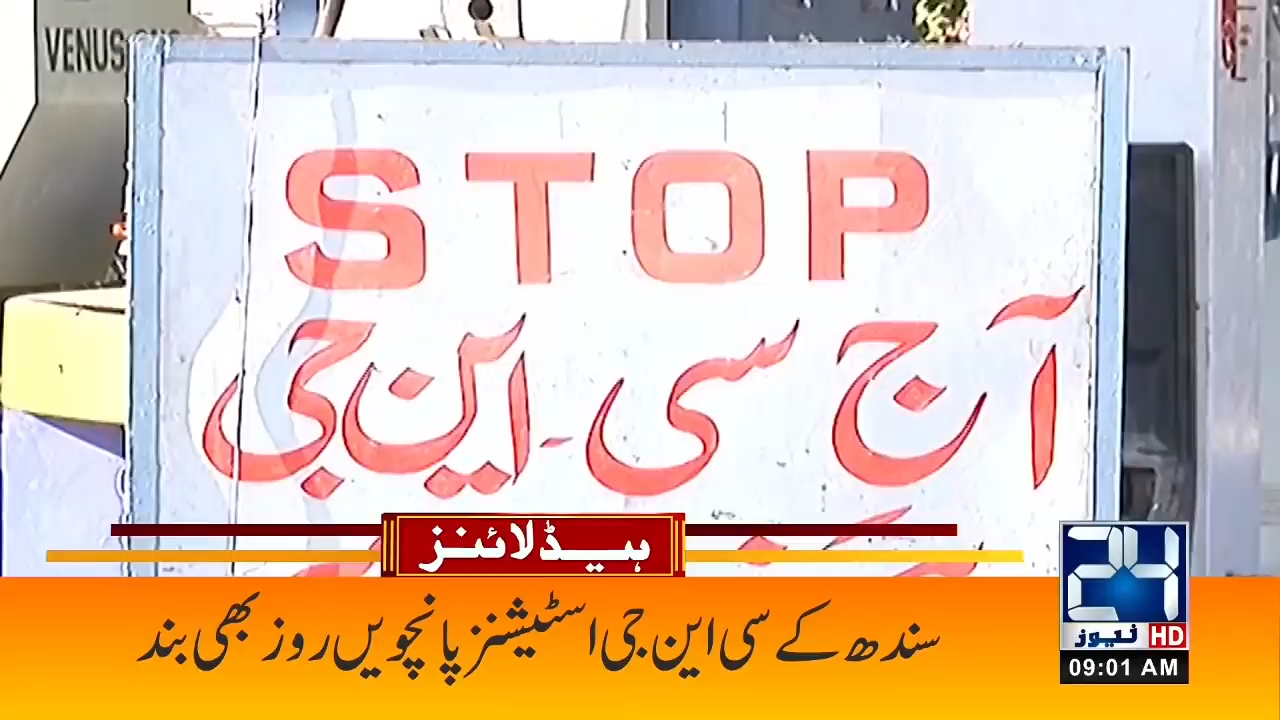 VENUS
STOP
آج سی۔این جی
ہیڈلائنز
سندھ کے سی این جی اسٹیشنز پانچویں روز بھی بند
24
نیوز HD
09:01 AM